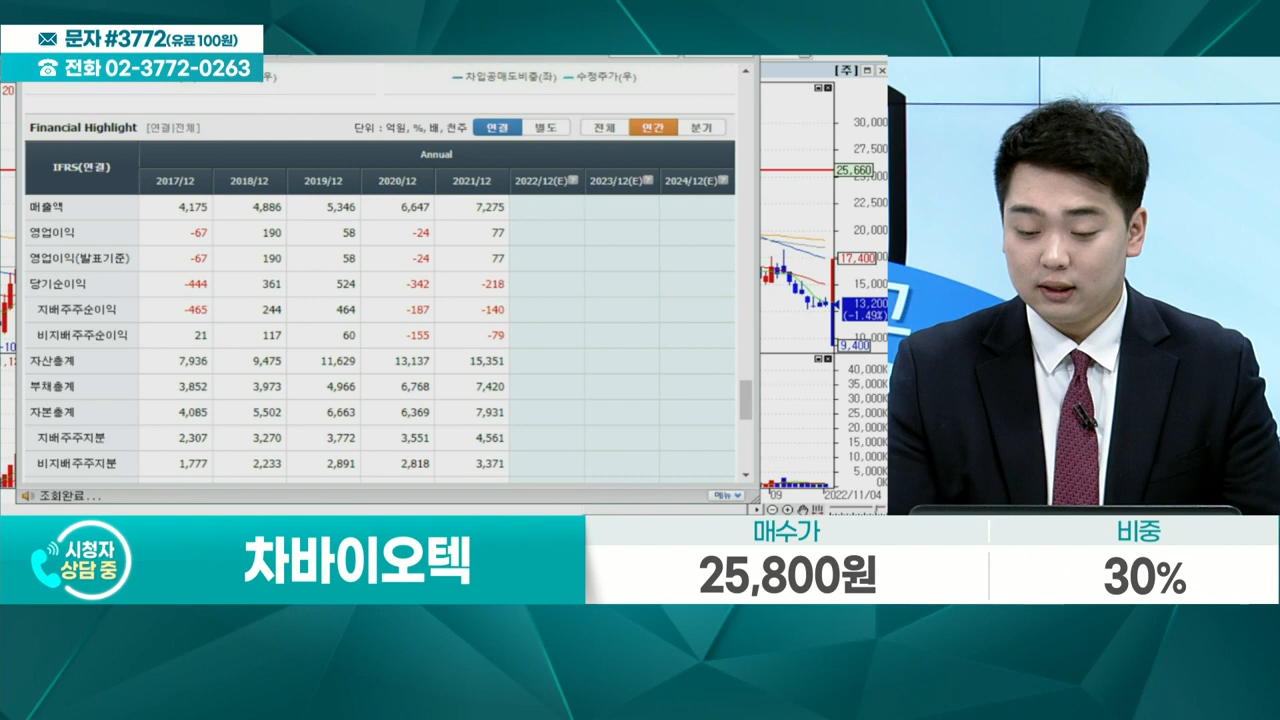 문자 #3772(유료 100원)
전화 02-3772-0263
차입공매도비중(좌) 수정주가(우)
Financial Highlight [연결|전체]
단위 : 억원, %, 배, 천주 연결 별도 전체 연간 분기
IFRS(연결) Annual
2017/12 2018/12 2019/12 2020/12 2021/12 2022/12(E) 2023/12(E) 2024/12(E)
매출액 4,175 4,886 5,346 6,647 7,275
영업이익 -67 190 58 -24 77
영업이익(발표기준) -67 190 58 -24 77
당기순이익 -444 361 524 -342 -218
지배주주순이익 -465 244 464 -187 -140
비지배주주순이익 21 117 60 -155 -79
자산총계 7,936 9,475 11,629 13,137 15,351
부채총계 3,852 3,973 4,966 6,768 7,420
자본총계 4,085 5,502 6,663 6,369 7,931
지배주주지분 2,307 3,270 3,772 3,551 4,561
비지배주주지분 1,777 2,233 2,891 2,818 3,371
조회완료...
메뉴
[주]
30,000
27,500
25,660
25,000
22,500
20,000
17,400
15,000
13,200
(-1.49%)
10,000
9,400
40,000K
35,000K
30,000K
25,000K
20,000K
15,000K
10,000K
5,000K
0K
09 2022/11/04
시청자
상담 중
차바이오텍
매수가 비중
25,800원 30%